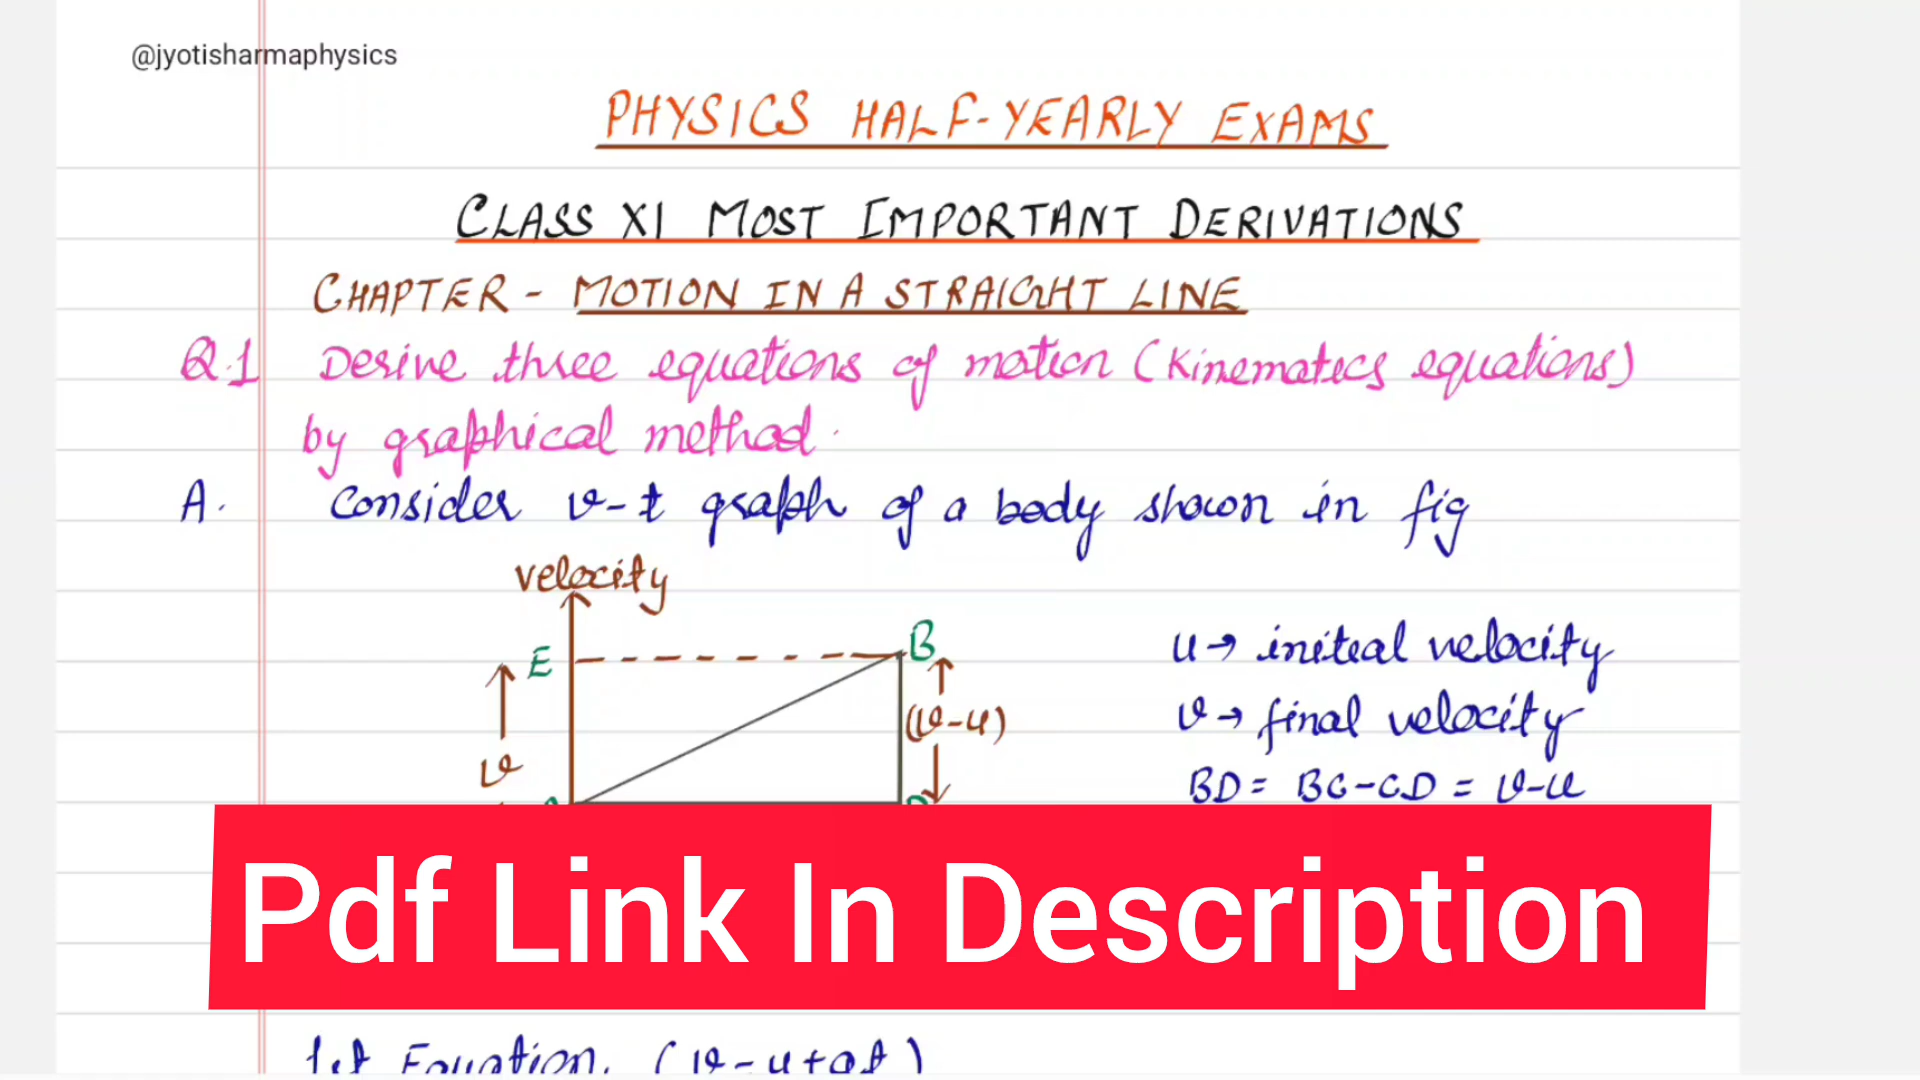 @jyotisharmaphysics
PHYSICS HALF-YEARLY EXAMS
CLASS XI MOST IMPORTANT DERIVATIONS
CHAPTER - MOTION IN A STRAIGHT LINE
Q.1 Derive three equations of motion (Kinematics equations)
by graphical method.
A. Consider v-t graph of a body shown in fig
velocity
E
B
(v-u)
v
u → initial velocity
v → final velocity
BD = BC-CD = v-u
Pdf Link In Description
1st Equation. (v = u+at)